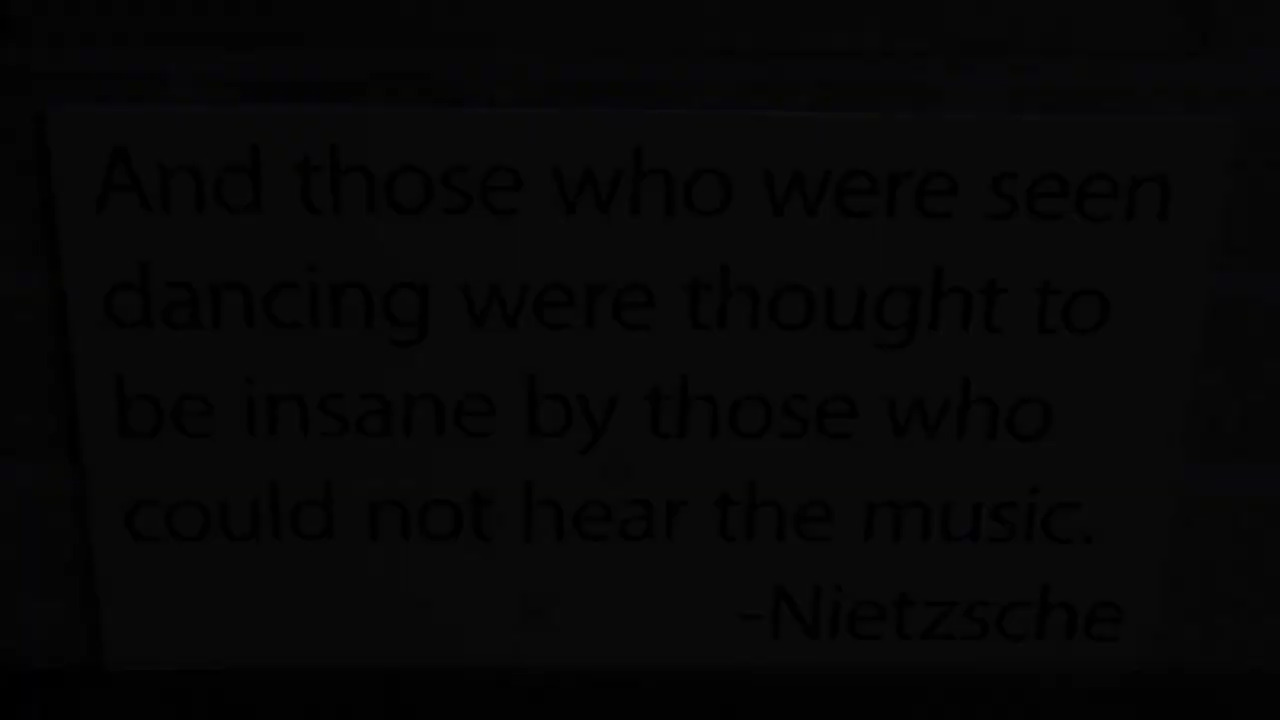 And those who were seen
dancing were thought to
be insane by those who
could not hear the music.
-Nietzsche